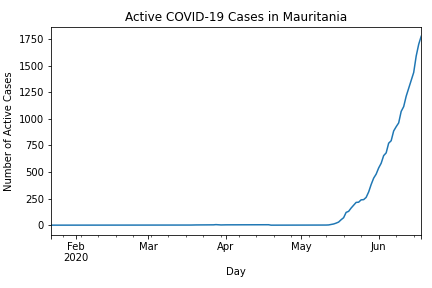 Active COVID-19 Cases in Mauritania
Number of Active Cases
1750
1500
1250
1000
750
500
250
0
Feb Mar Apr May Jun
2020
Day